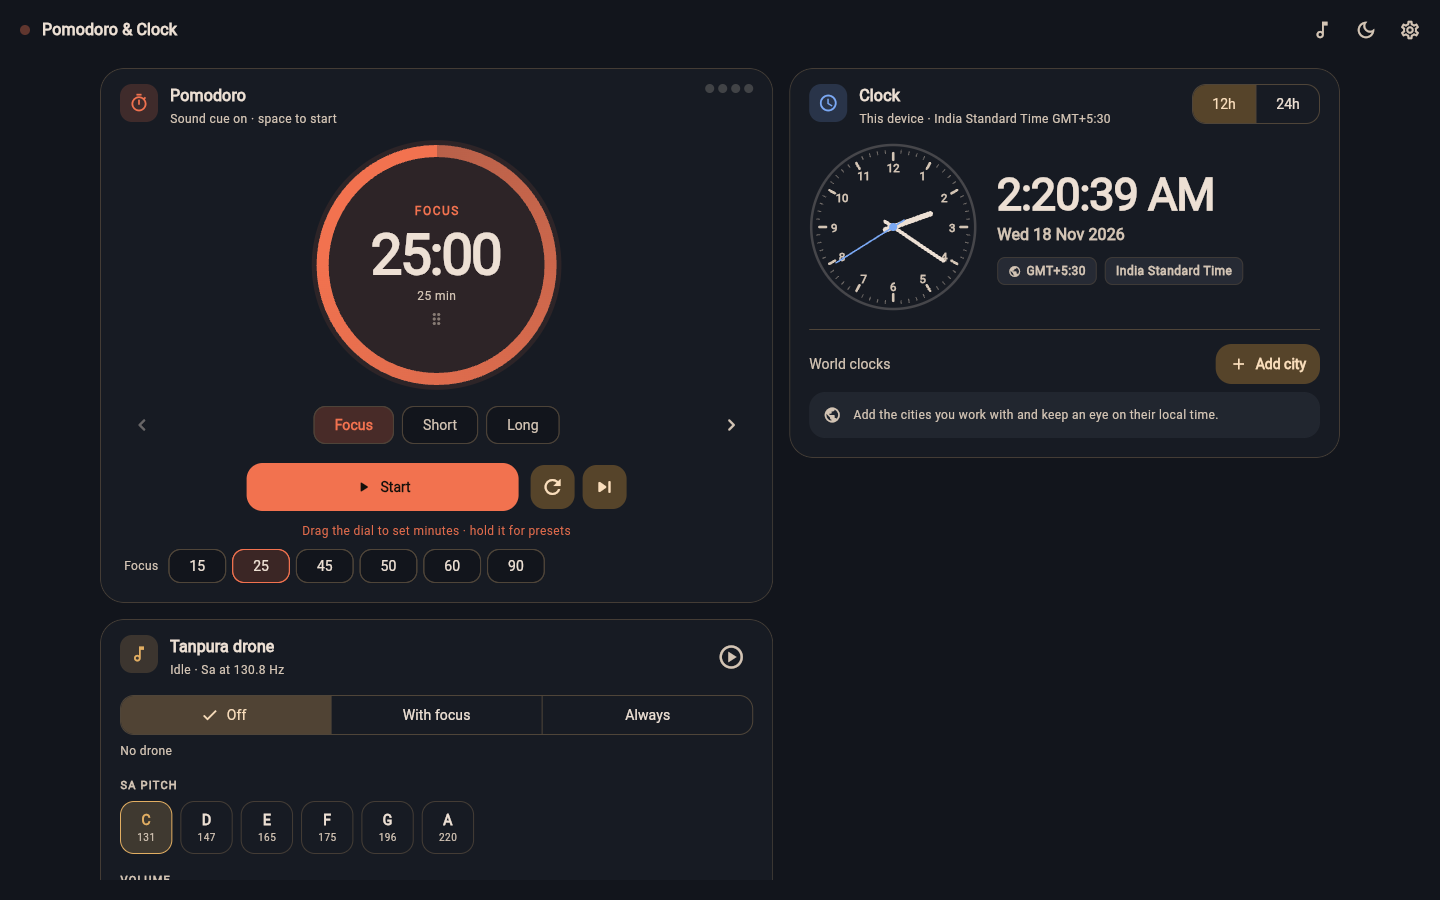 Pomodoro & Clock
Pomodoro
Sound cue on · space to start
FOCUS
25:00
25 min
Focus
Short
Long
Start
Drag the dial to set minutes · hold it for presets
Focus
15
25
45
50
60
90
Tanpura drone
Idle · Sa at 130.8 Hz
Off
With focus
Always
No drone
SA PITCH
C
131
D
147
E
165
F
175
G
196
A
220
VOLUME
Clock
This device · India Standard Time GMT+5:30
12h
24h
12
1
2
3
4
5
6
7
8
9
10
11
2:20:39 AM
Wed 18 Nov 2026
GMT+5:30
India Standard Time
World clocks
Add city
Add the cities you work with and keep an eye on their local time.